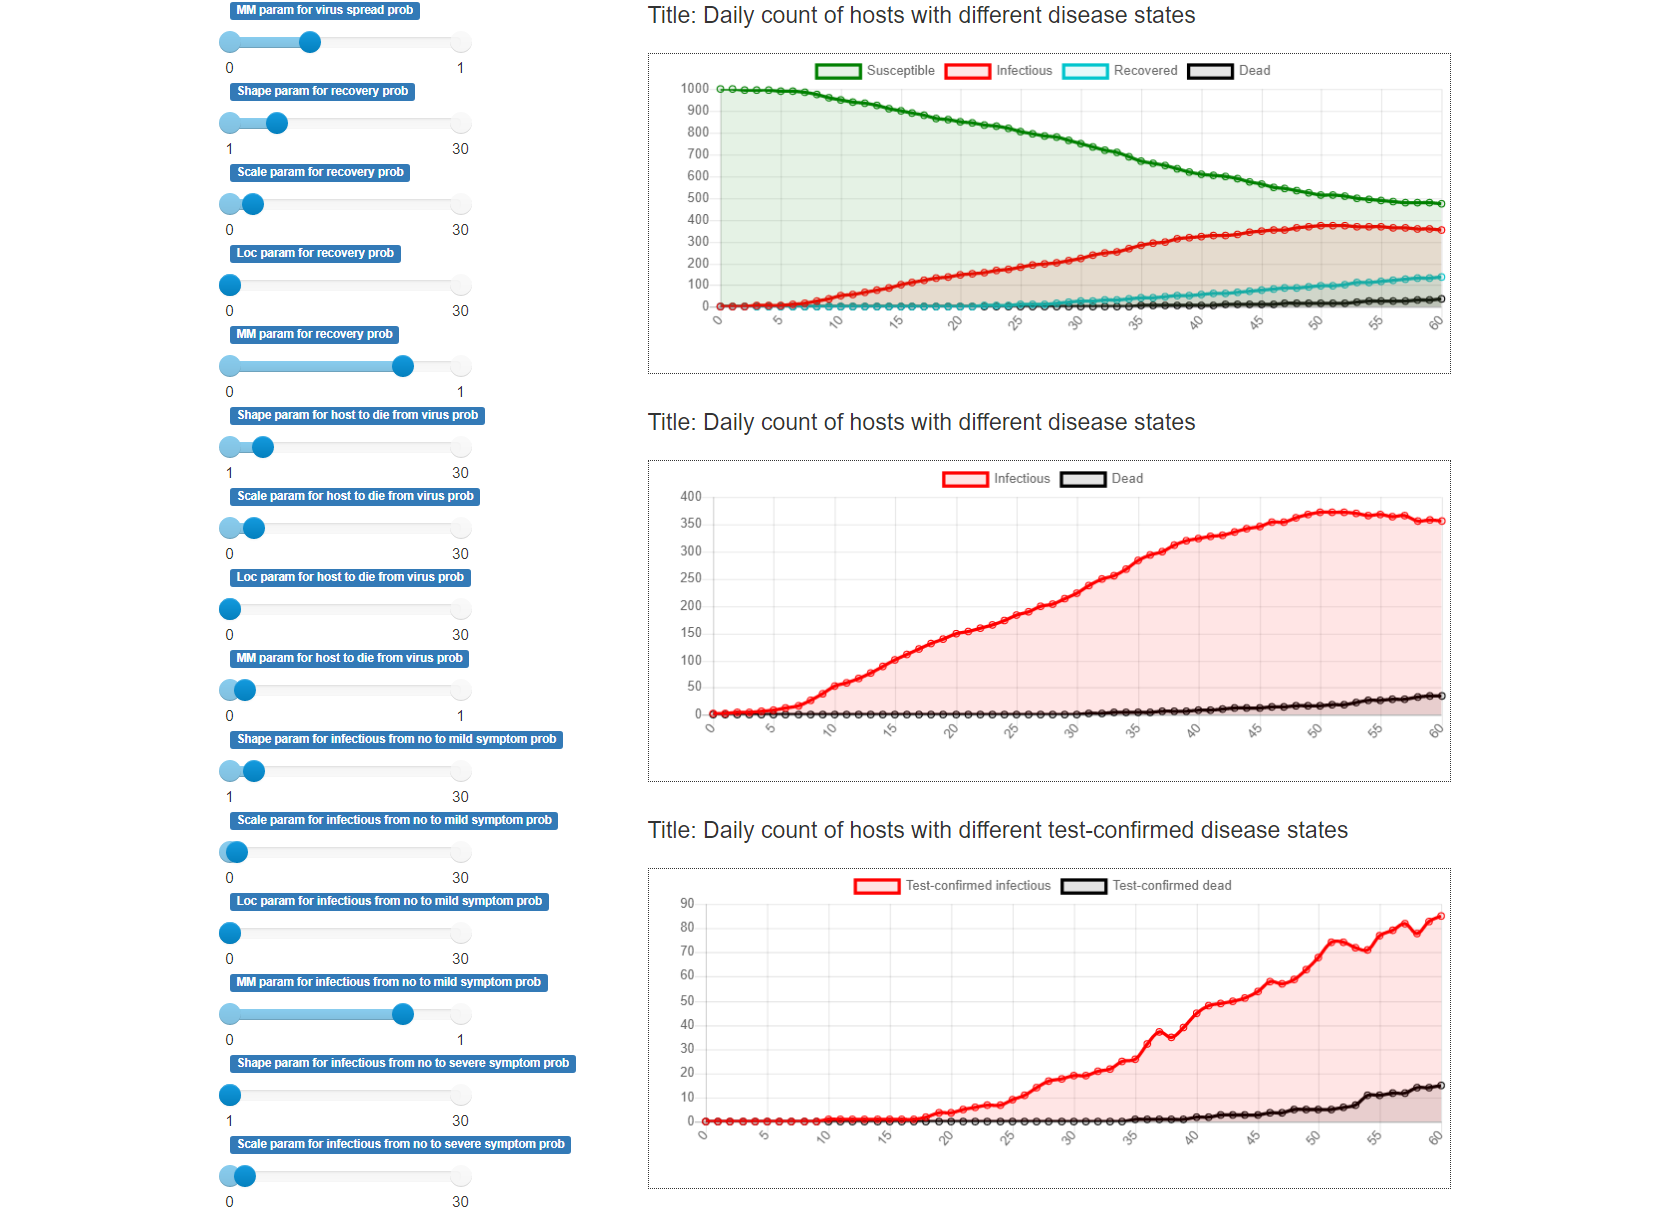 MM param for virus spread prob
0 1
Shape param for recovery prob
1 30
Scale param for recovery prob
0 30
Loc param for recovery prob
0 30
MM param for recovery prob
0 1
Shape param for host to die from virus prob
1 30
Scale param for host to die from virus prob
0 30
Loc param for host to die from virus prob
0 30
MM param for host to die from virus prob
0 1
Shape param for infectious from no to mild symptom prob
1 30
Scale param for infectious from no to mild symptom prob
0 30
Loc param for infectious from no to mild symptom prob
0 30
MM param for infectious from no to mild symptom prob
0 1
Shape param for infectious from no to severe symptom prob
1 30
Scale param for infectious from no to severe symptom prob
0 30
Title: Daily count of hosts with different disease states
Susceptible Infectious Recovered Dead
1000
900
800
700
600
500
400
300
200
100
0
0 5 10 15 20 25 30 35 40 45 50 55 60
Title: Daily count of hosts with different disease states
Infectious Dead
400
350
300
250
200
150
100
50
0
0 5 10 15 20 25 30 35 40 45 50 55 60
Title: Daily count of hosts with different test-confirmed disease states
Test-confirmed infectious Test-confirmed dead
90
80
70
60
50
40
30
20
10
0
0 5 10 15 20 25 30 35 40 45 50 55 60